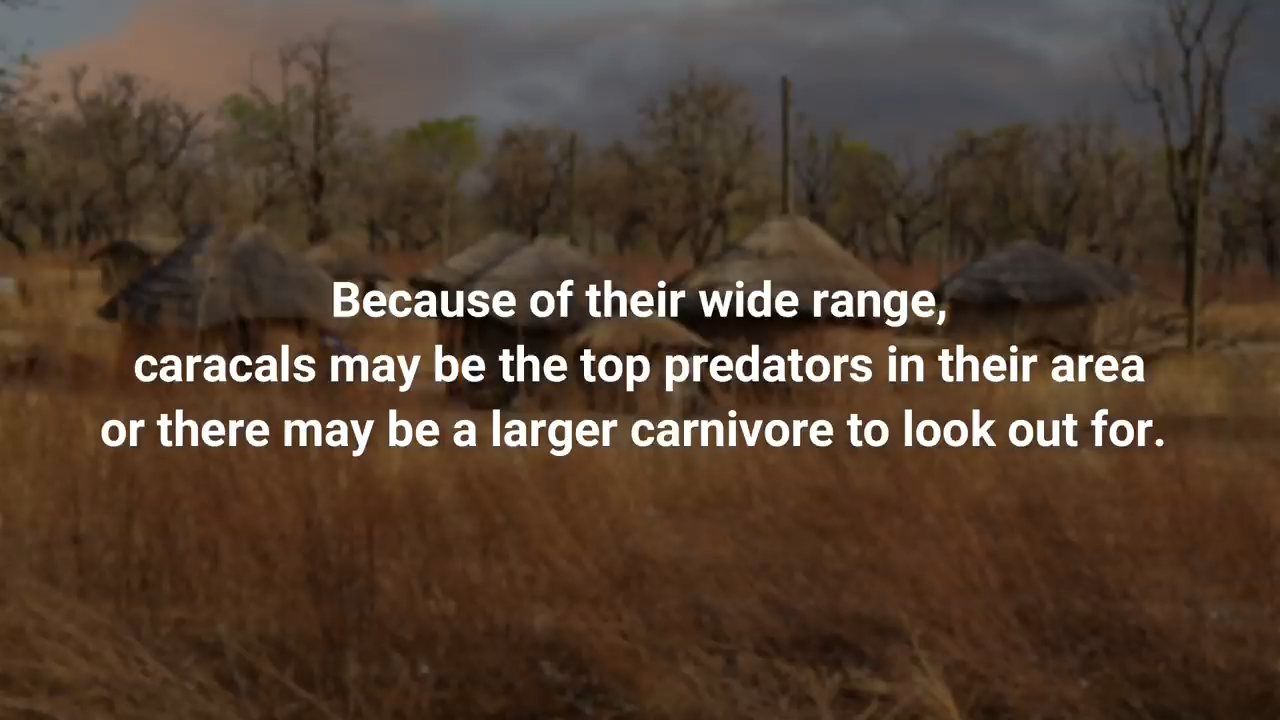 Because of their wide range,
caracals may be the top predators in their area
or there may be a larger carnivore to look out for.